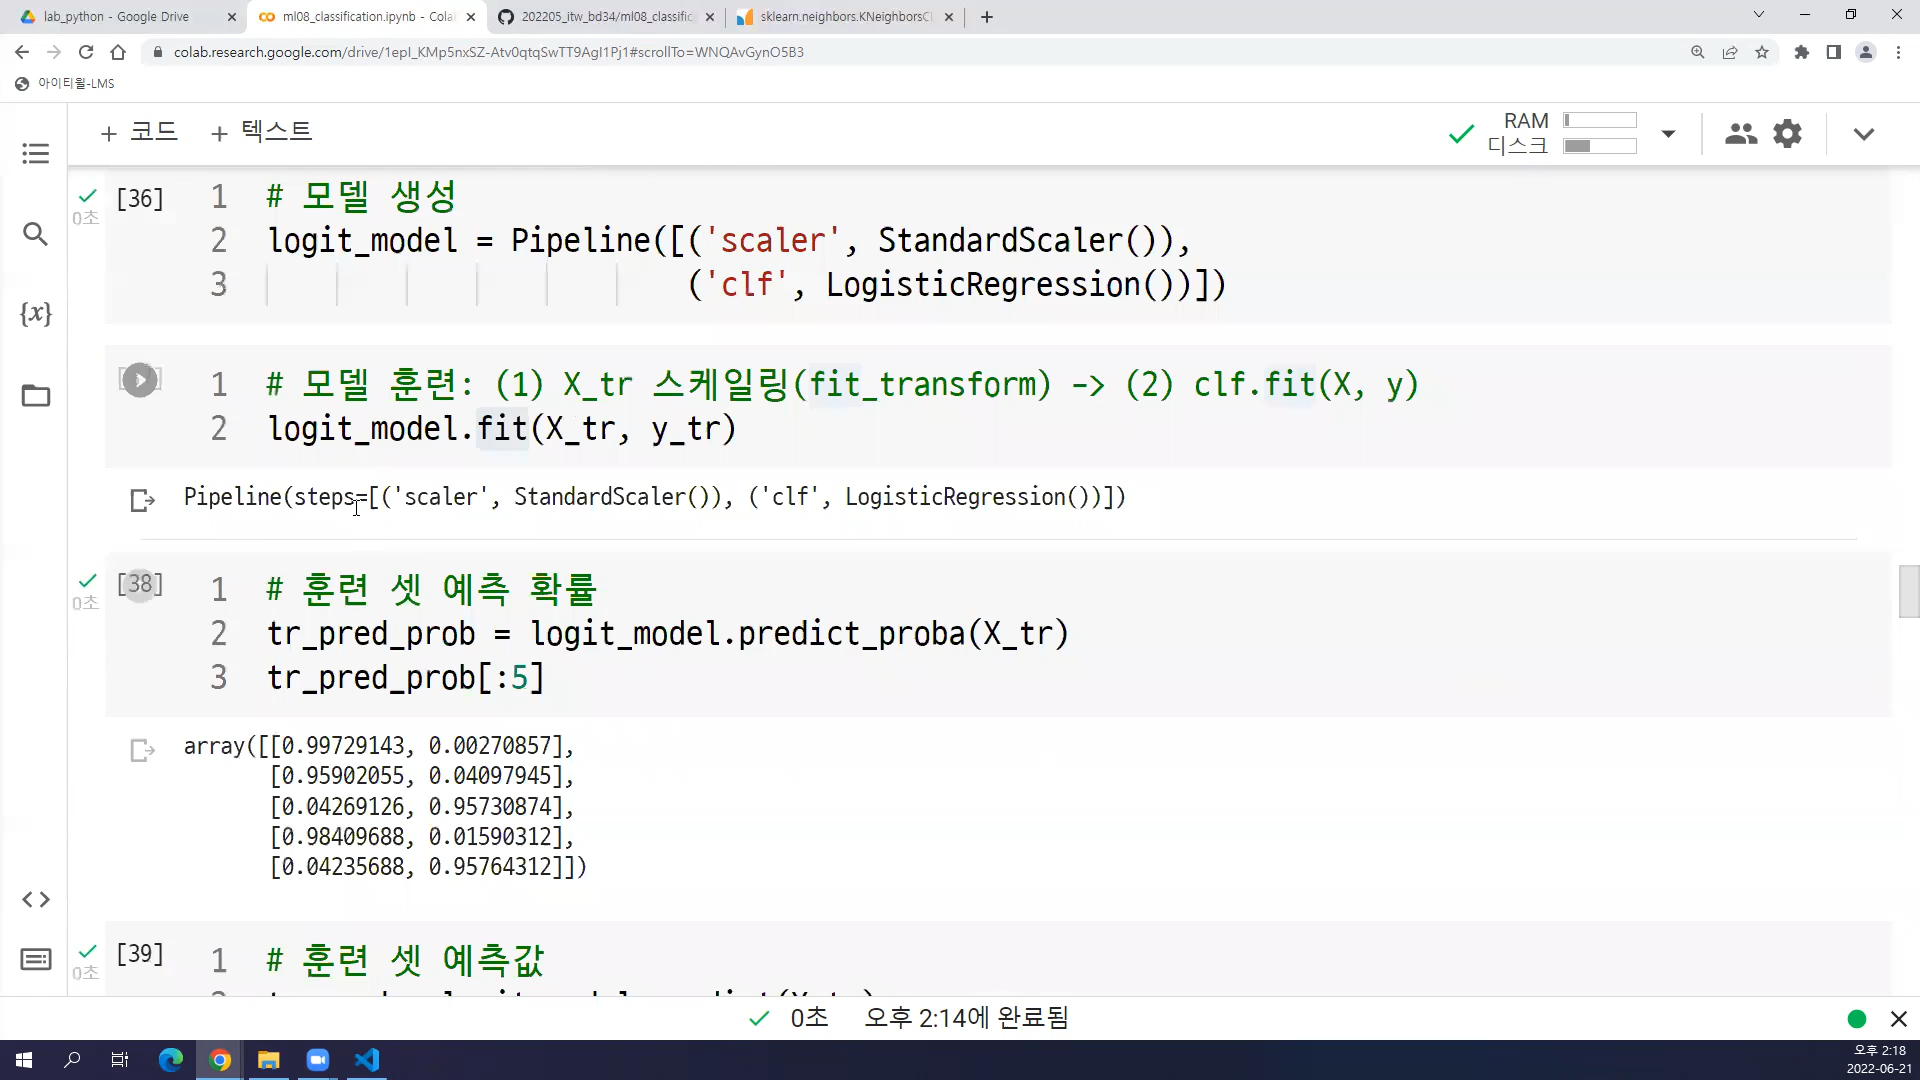 lab_python - Google Drive
ml08_classification.ipynb - Cola
202205_itw_bd34/ml08_classific
sklearn.neighbors.KNeighborsC
colab.research.google.com/drive/1epI_KMp5nxSZ-Atv0qtqSwTT9AgI1Pj1#scrollTo=WNQAvGynO5B3
아이티윌-LMS
+ 코드 + 텍스트
RAM
디스크
[36]
0초
1 # 모델 생성
2 logit_model = Pipeline([('scaler', StandardScaler()),
3 ('clf', LogisticRegression())])
1 # 모델 훈련: (1) X_tr 스케일링(fit_transform) -> (2) clf.fit(X, y)
2 logit_model.fit(X_tr, y_tr)
Pipeline(steps=[('scaler', StandardScaler()), ('clf', LogisticRegression())])
[38]
0초
1 # 훈련 셋 예측 확률
2 tr_pred_prob = logit_model.predict_proba(X_tr)
3 tr_pred_prob[:5]
array([[0.99729143, 0.00270857],
[0.95902055, 0.04097945],
[0.04269126, 0.95730874],
[0.98409688, 0.01590312],
[0.04235688, 0.95764312]])
[39]
0초
1 # 훈련 셋 예측값
0초 오후 2:14에 완료됨
오후 2:18
2022-06-21